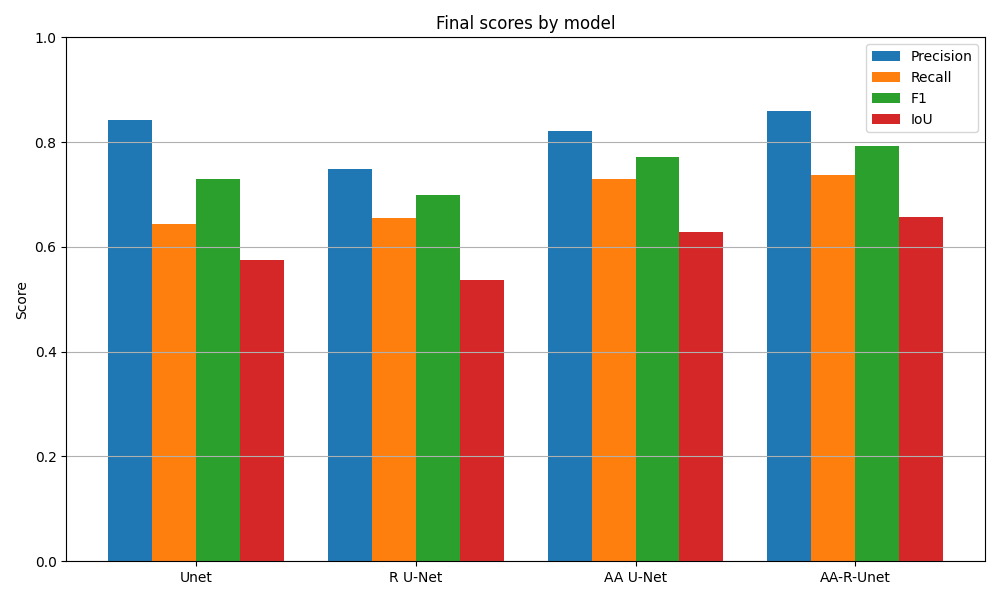 Final scores by model
1.0
0.8
0.6
0.4
0.2
0.0
Score
Precision
Recall
F1
IoU
Unet
R U-Net
AA U-Net
AA-R-Unet